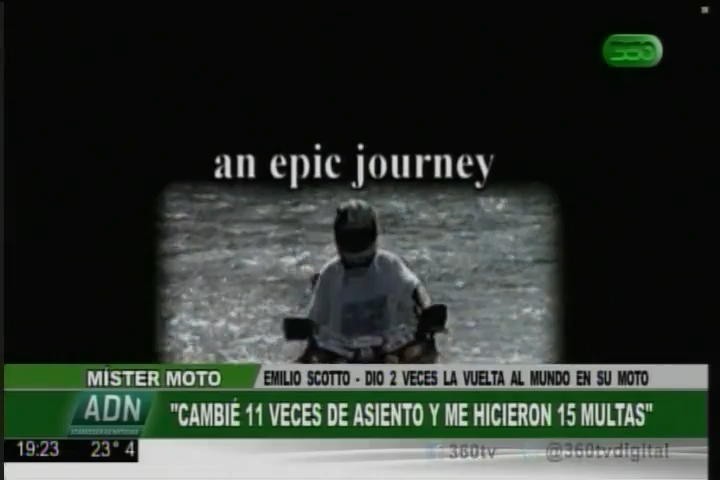 360
an epic journey
MÍSTER MOTO
EMILIO SCOTTO - DIO 2 VECES LA VUELTA AL MUNDO EN SU MOTO
ADN
"CAMBIÉ 11 VECES DE ASIENTO Y ME HICIERON 15 MULTAS"
19:23 23° 4
360tv @360tvdigital